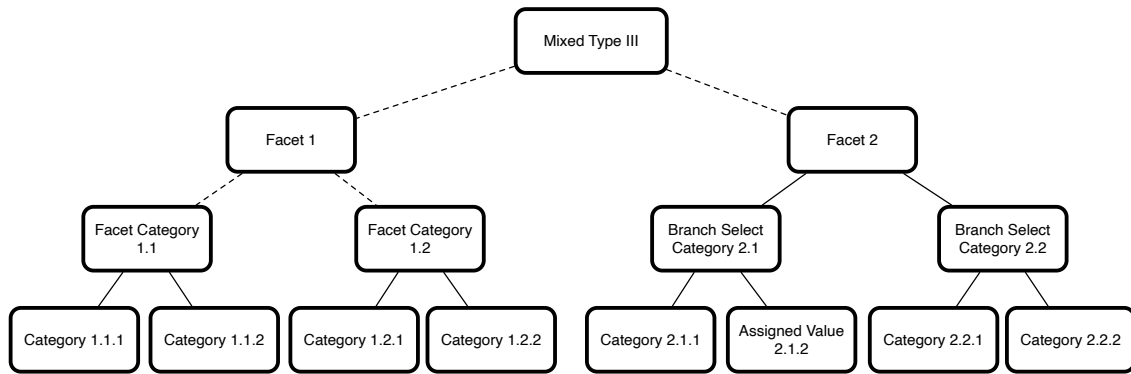 Mixed Type III
Facet 1
Facet 2
Facet Category
1.1
Facet Category
1.2
Branch Select
Category 2.1
Branch Select
Category 2.2
Category 1.1.1
Category 1.1.2
Category 1.2.1
Category 1.2.2
Category 2.1.1
Assigned Value
2.1.2
Category 2.2.1
Category 2.2.2